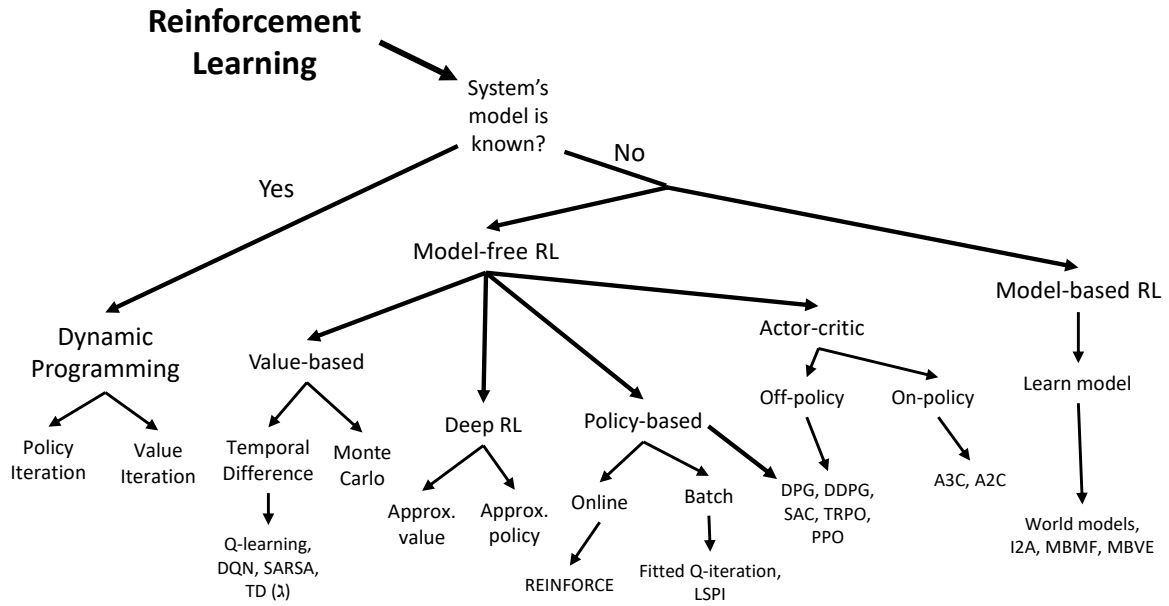 Reinforcement
Learning
System's
model is
known?
Yes
No
Model-free RL
Model-based RL
Dynamic
Programming
Value-based
Actor-critic
Learn model
Off-policy
On-policy
Deep RL
Policy-based
Policy
Iteration
Value
Iteration
Temporal
Difference
Monte
Carlo
Approx.
value
Approx.
policy
Online
Batch
DPG, DDPG,
SAC, TRPO,
PPO
A3C, A2C
World models,
I2A, MBMF, MBVE
Q-learning,
DQN, SARSA,
TD (ג)
REINFORCE
Fitted Q-iteration,
LSPI